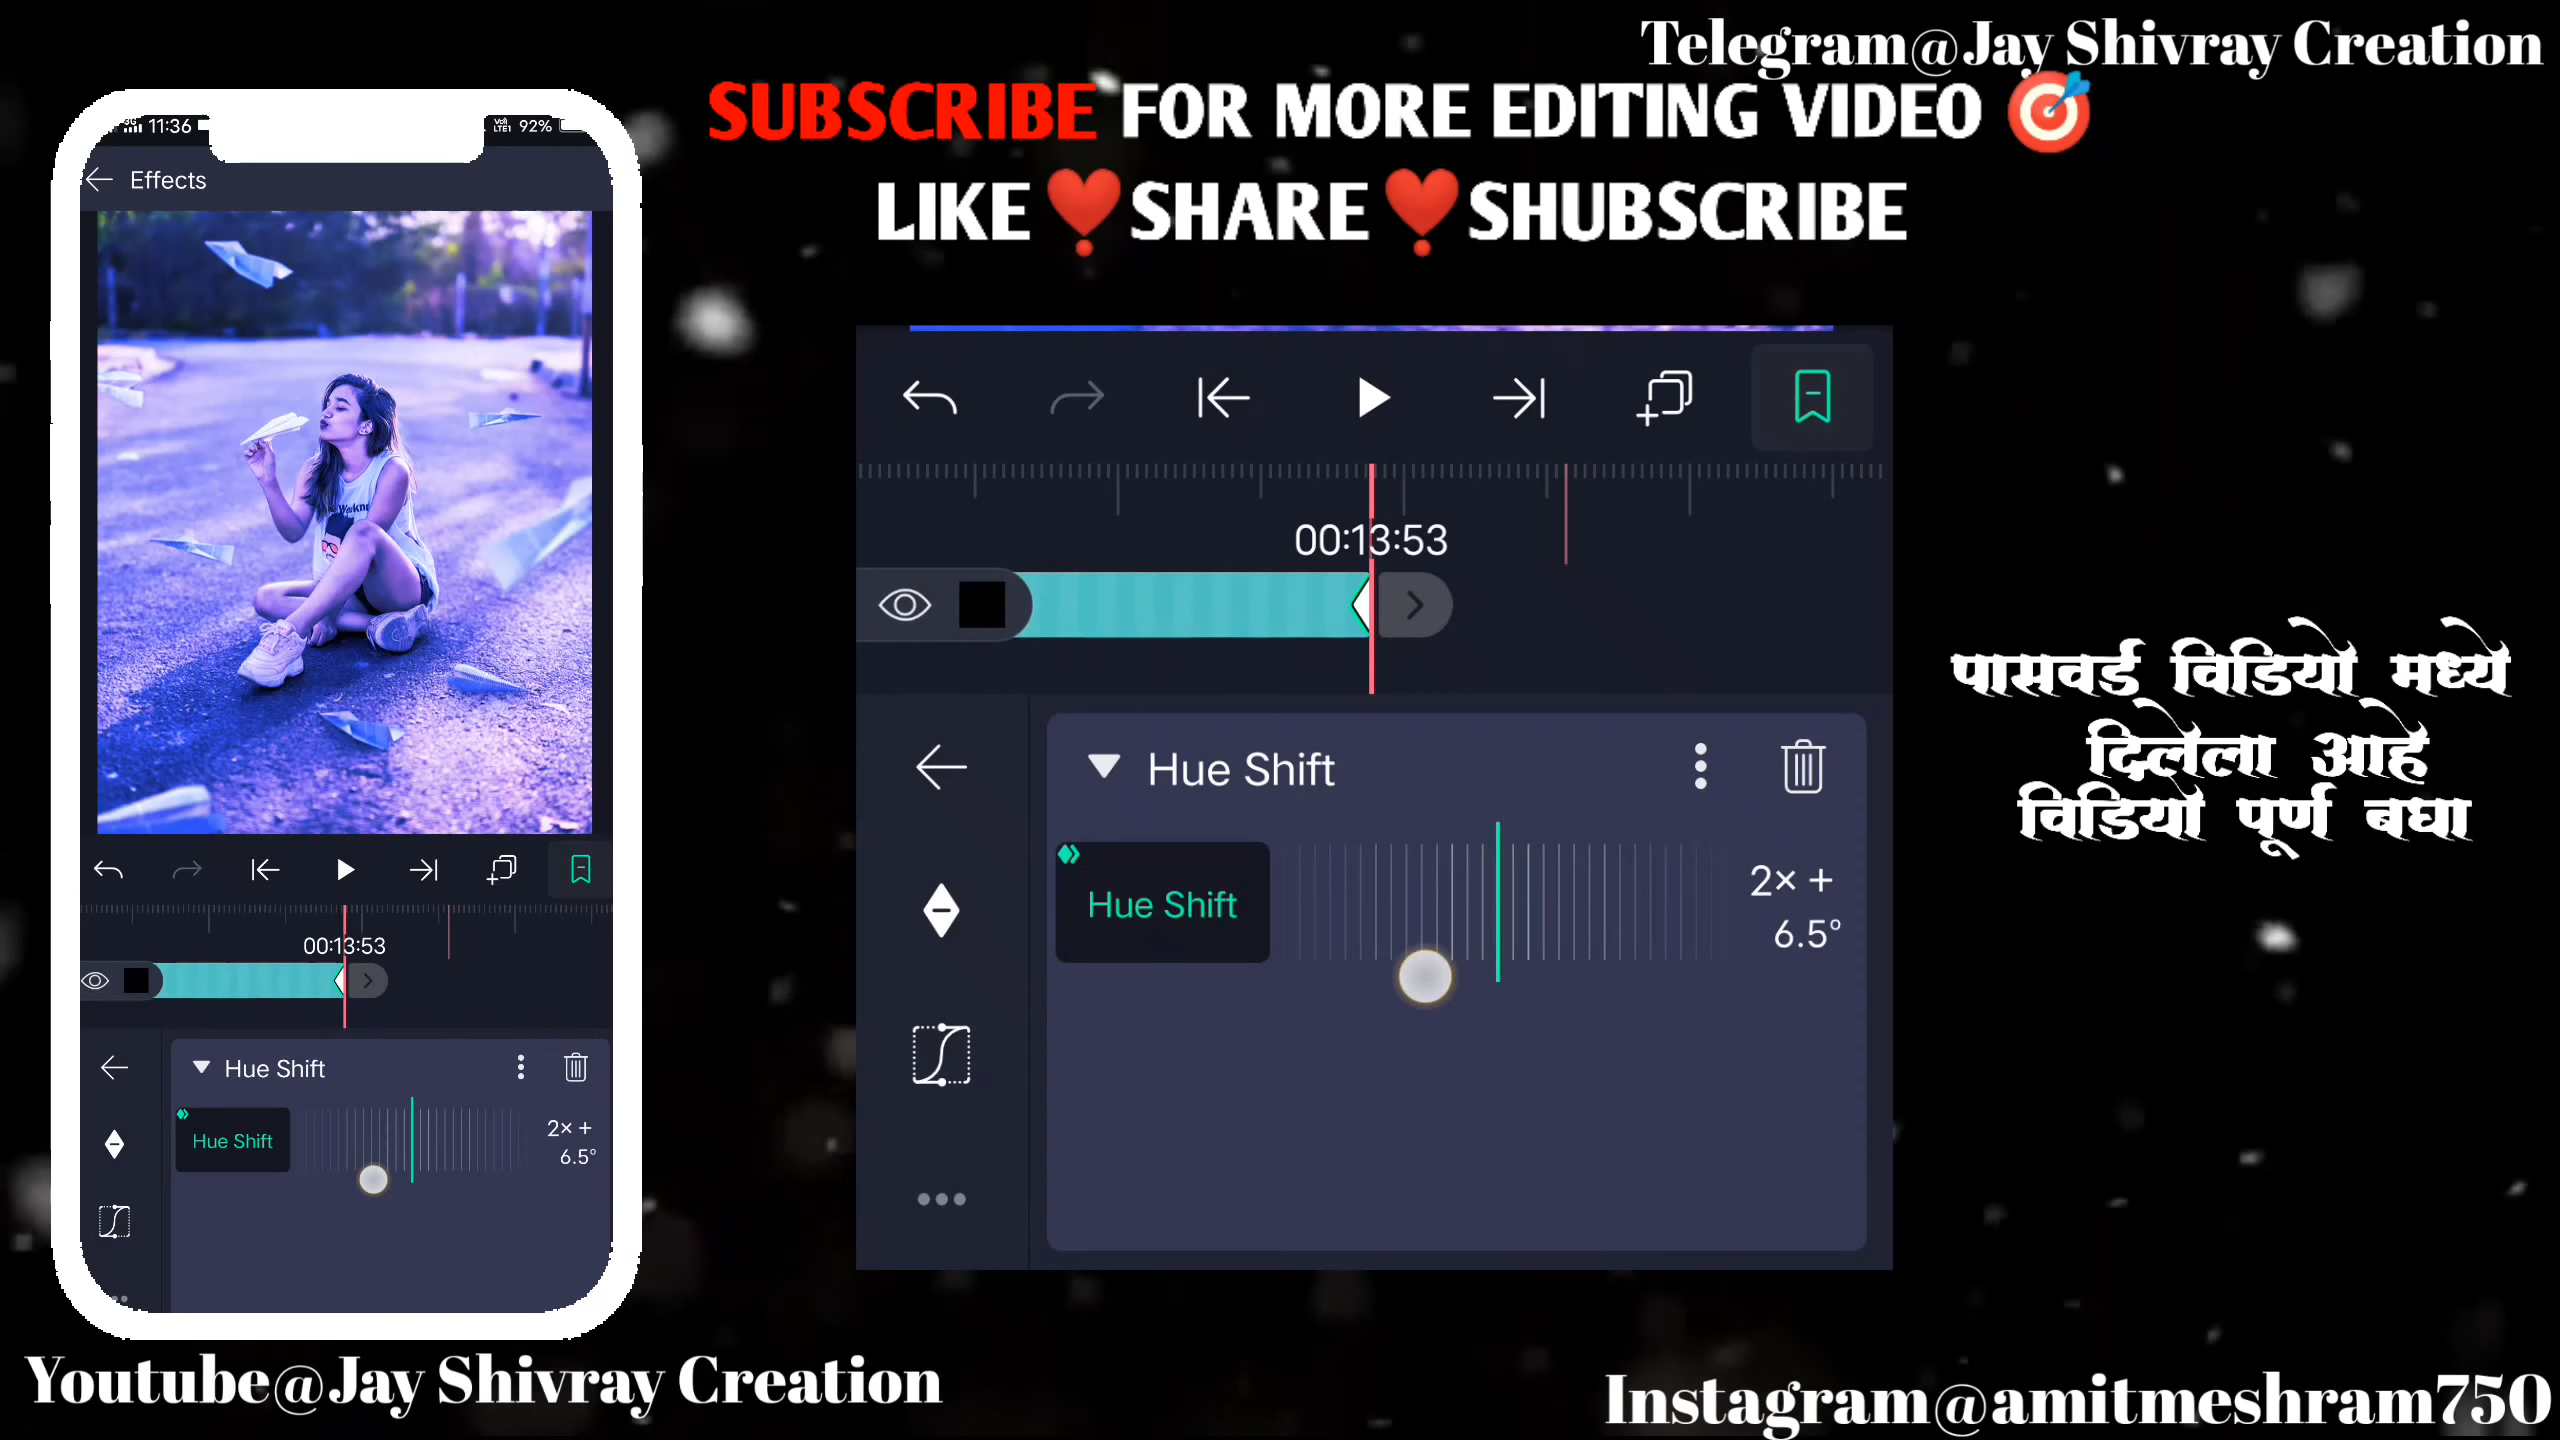 Telegram@Jay Shivray Creation
SUBSCRIBE FOR MORE EDITING VIDEO
LIKE SHARE SHUBSCRIBE
11:36
92%
Effects
00:13:53
Hue Shift
Hue Shift
2× +
6.5°
00:13:53
Hue Shift
Hue Shift
2× +
6.5°
पासवर्ड विडियो मध्ये
दिलेला आहे
विडियो पूर्ण बघा
Youtube@Jay Shivray Creation
Instagram@amitmeshram750